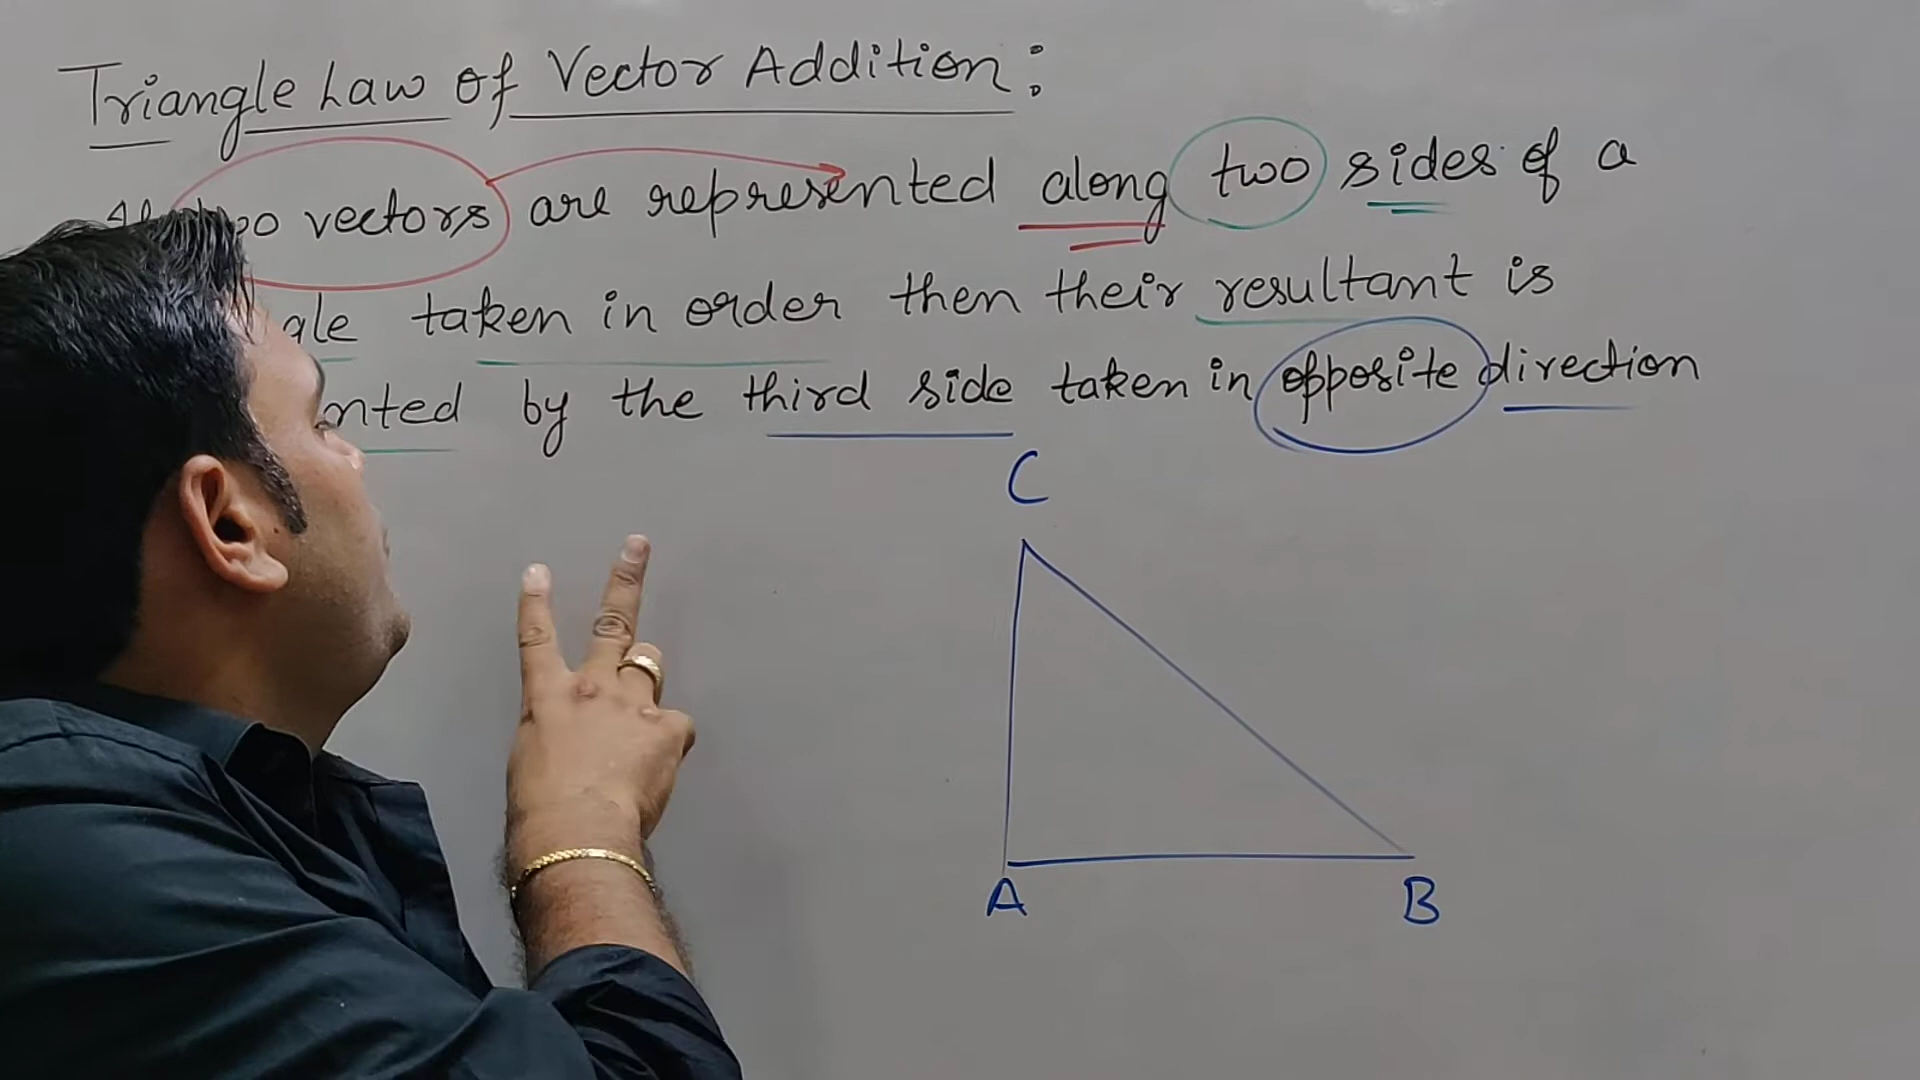 Triangle Law of Vector Addition:
vectors are represented along two sides of a
gle taken in order then their resultant is
nted by the third side taken in opposite direction
C
A B